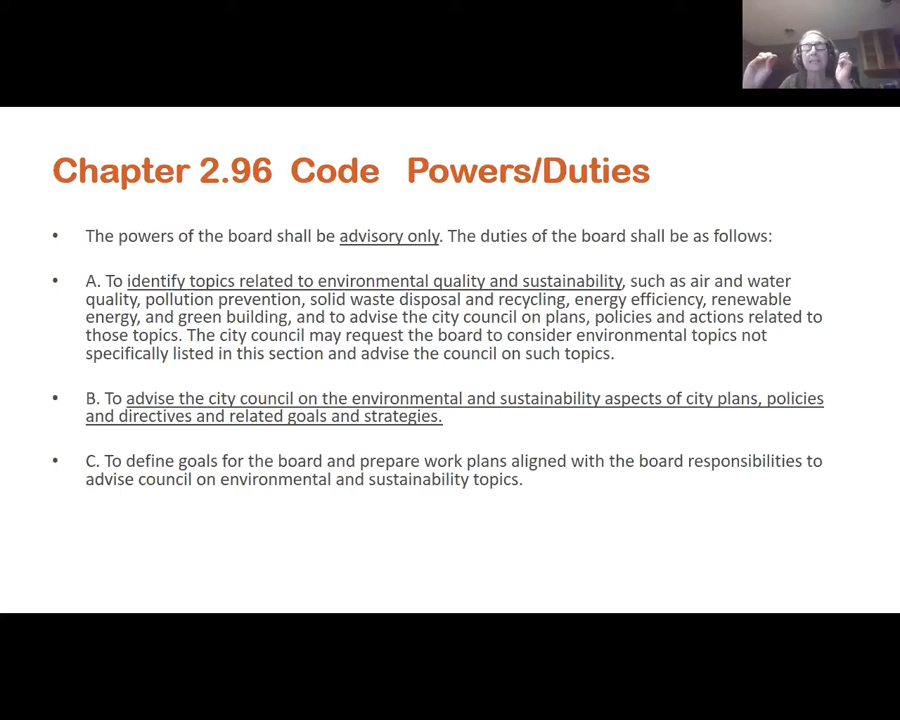 Chapter 2.96 Code Powers/Duties
• The powers of the board shall be advisory only. The duties of the board shall be as follows:
• A. To identify topics related to environmental quality and sustainability, such as air and water
quality, pollution prevention, solid waste disposal and recycling, energy efficiency, renewable
energy, and green building, and to advise the city council on plans, policies and actions related to
those topics. The city council may request the board to consider environmental topics not
specifically listed in this section and advise the council on such topics.
• B. To advise the city council on the environmental and sustainability aspects of city plans, policies
and directives and related goals and strategies.
• C. To define goals for the board and prepare work plans aligned with the board responsibilities to
advise council on environmental and sustainability topics.